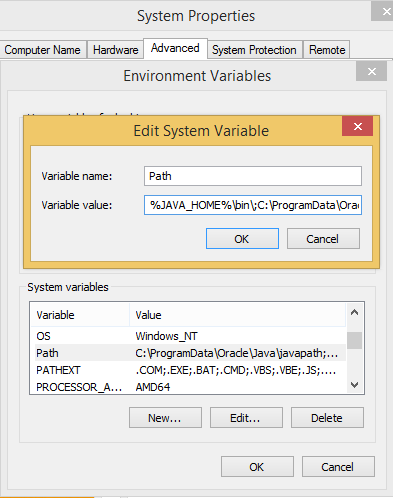 System Properties
Computer Name Hardware Advanced System Protection Remote
Environment Variables
Edit System Variable
Variable name: Path
Variable value: %JAVA_HOME%\bin\;C:\ProgramData\Orac
OK Cancel
System variables
Variable Value
OS Windows_NT
Path C:\ProgramData\Oracle\Java\javapath;...
PATHEXT .COM;.EXE;.BAT;.CMD;.VBS;.VBE;.JS;....
PROCESSOR_A... AMD64
New... Edit... Delete
OK Cancel